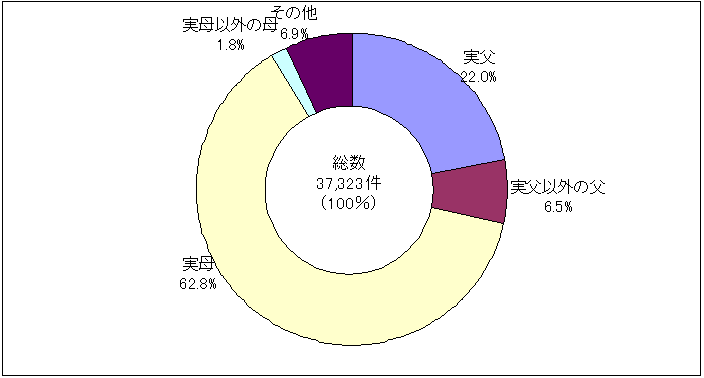 その他
6.9%
実母以外の母
1.8%
実父
22.0%
総数
37,323件
(100%)
実父以外の父
6.5%
実母
62.8%